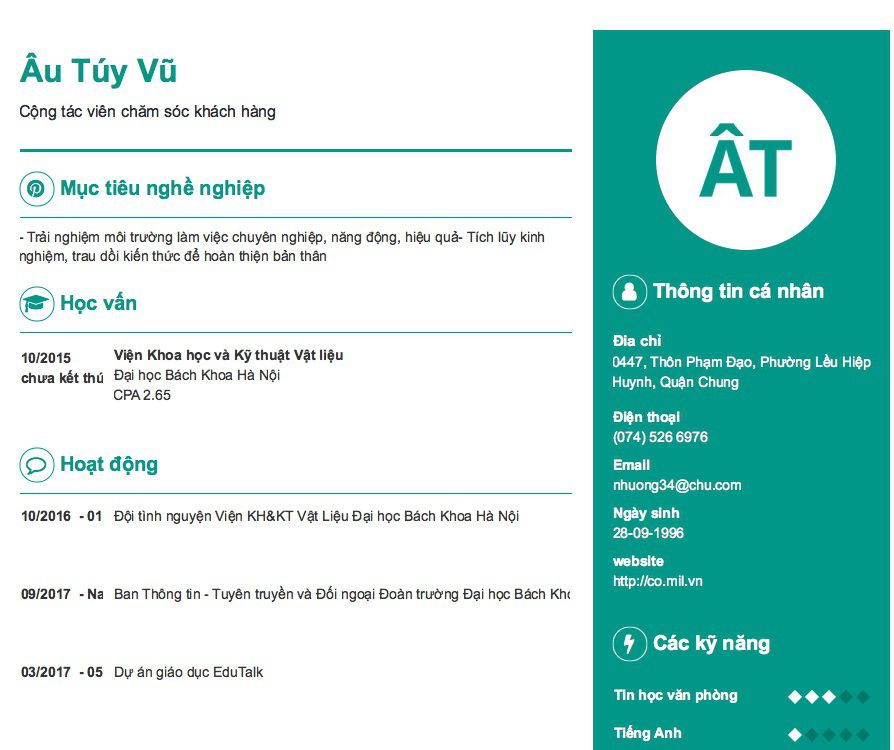 Âu Túy Vũ
Cộng tác viên chăm sóc khách hàng
Mục tiêu nghề nghiệp
- Trải nghiệm môi trường làm việc chuyên nghiệp, năng động, hiệu quả- Tích lũy kinh
nghiệm, trau dồi kiến thức để hoàn thiện bản thân
Học vấn
10/2015
chưa kết thú
Viện Khoa học và Kỹ thuật Vật liệu
Đại học Bách Khoa Hà Nội
CPA 2.65
Hoạt động
10/2016 - 01 Đội tình nguyện Viện KH&KT Vật Liệu Đại học Bách Khoa Hà Nội
09/2017 - Na Ban Thông tin - Tuyên truyền và Đối ngoại Đoàn trường Đại học Bách
03/2017 - 05 Dự án giáo dục EduTalk
ÂT
Thông tin cá nhân
Địa chỉ
0447, Thôn Phạm Đạo, Phường Lều Hiệp
Huynh, Quận Chung
Điện thoại
(074) 526 6976
Email
nhuong34@chu.com
Ngày sinh
28-09-1996
website
http://co.mil.vn
Các kỹ năng
Tin học văn phòng
Tiếng Anh